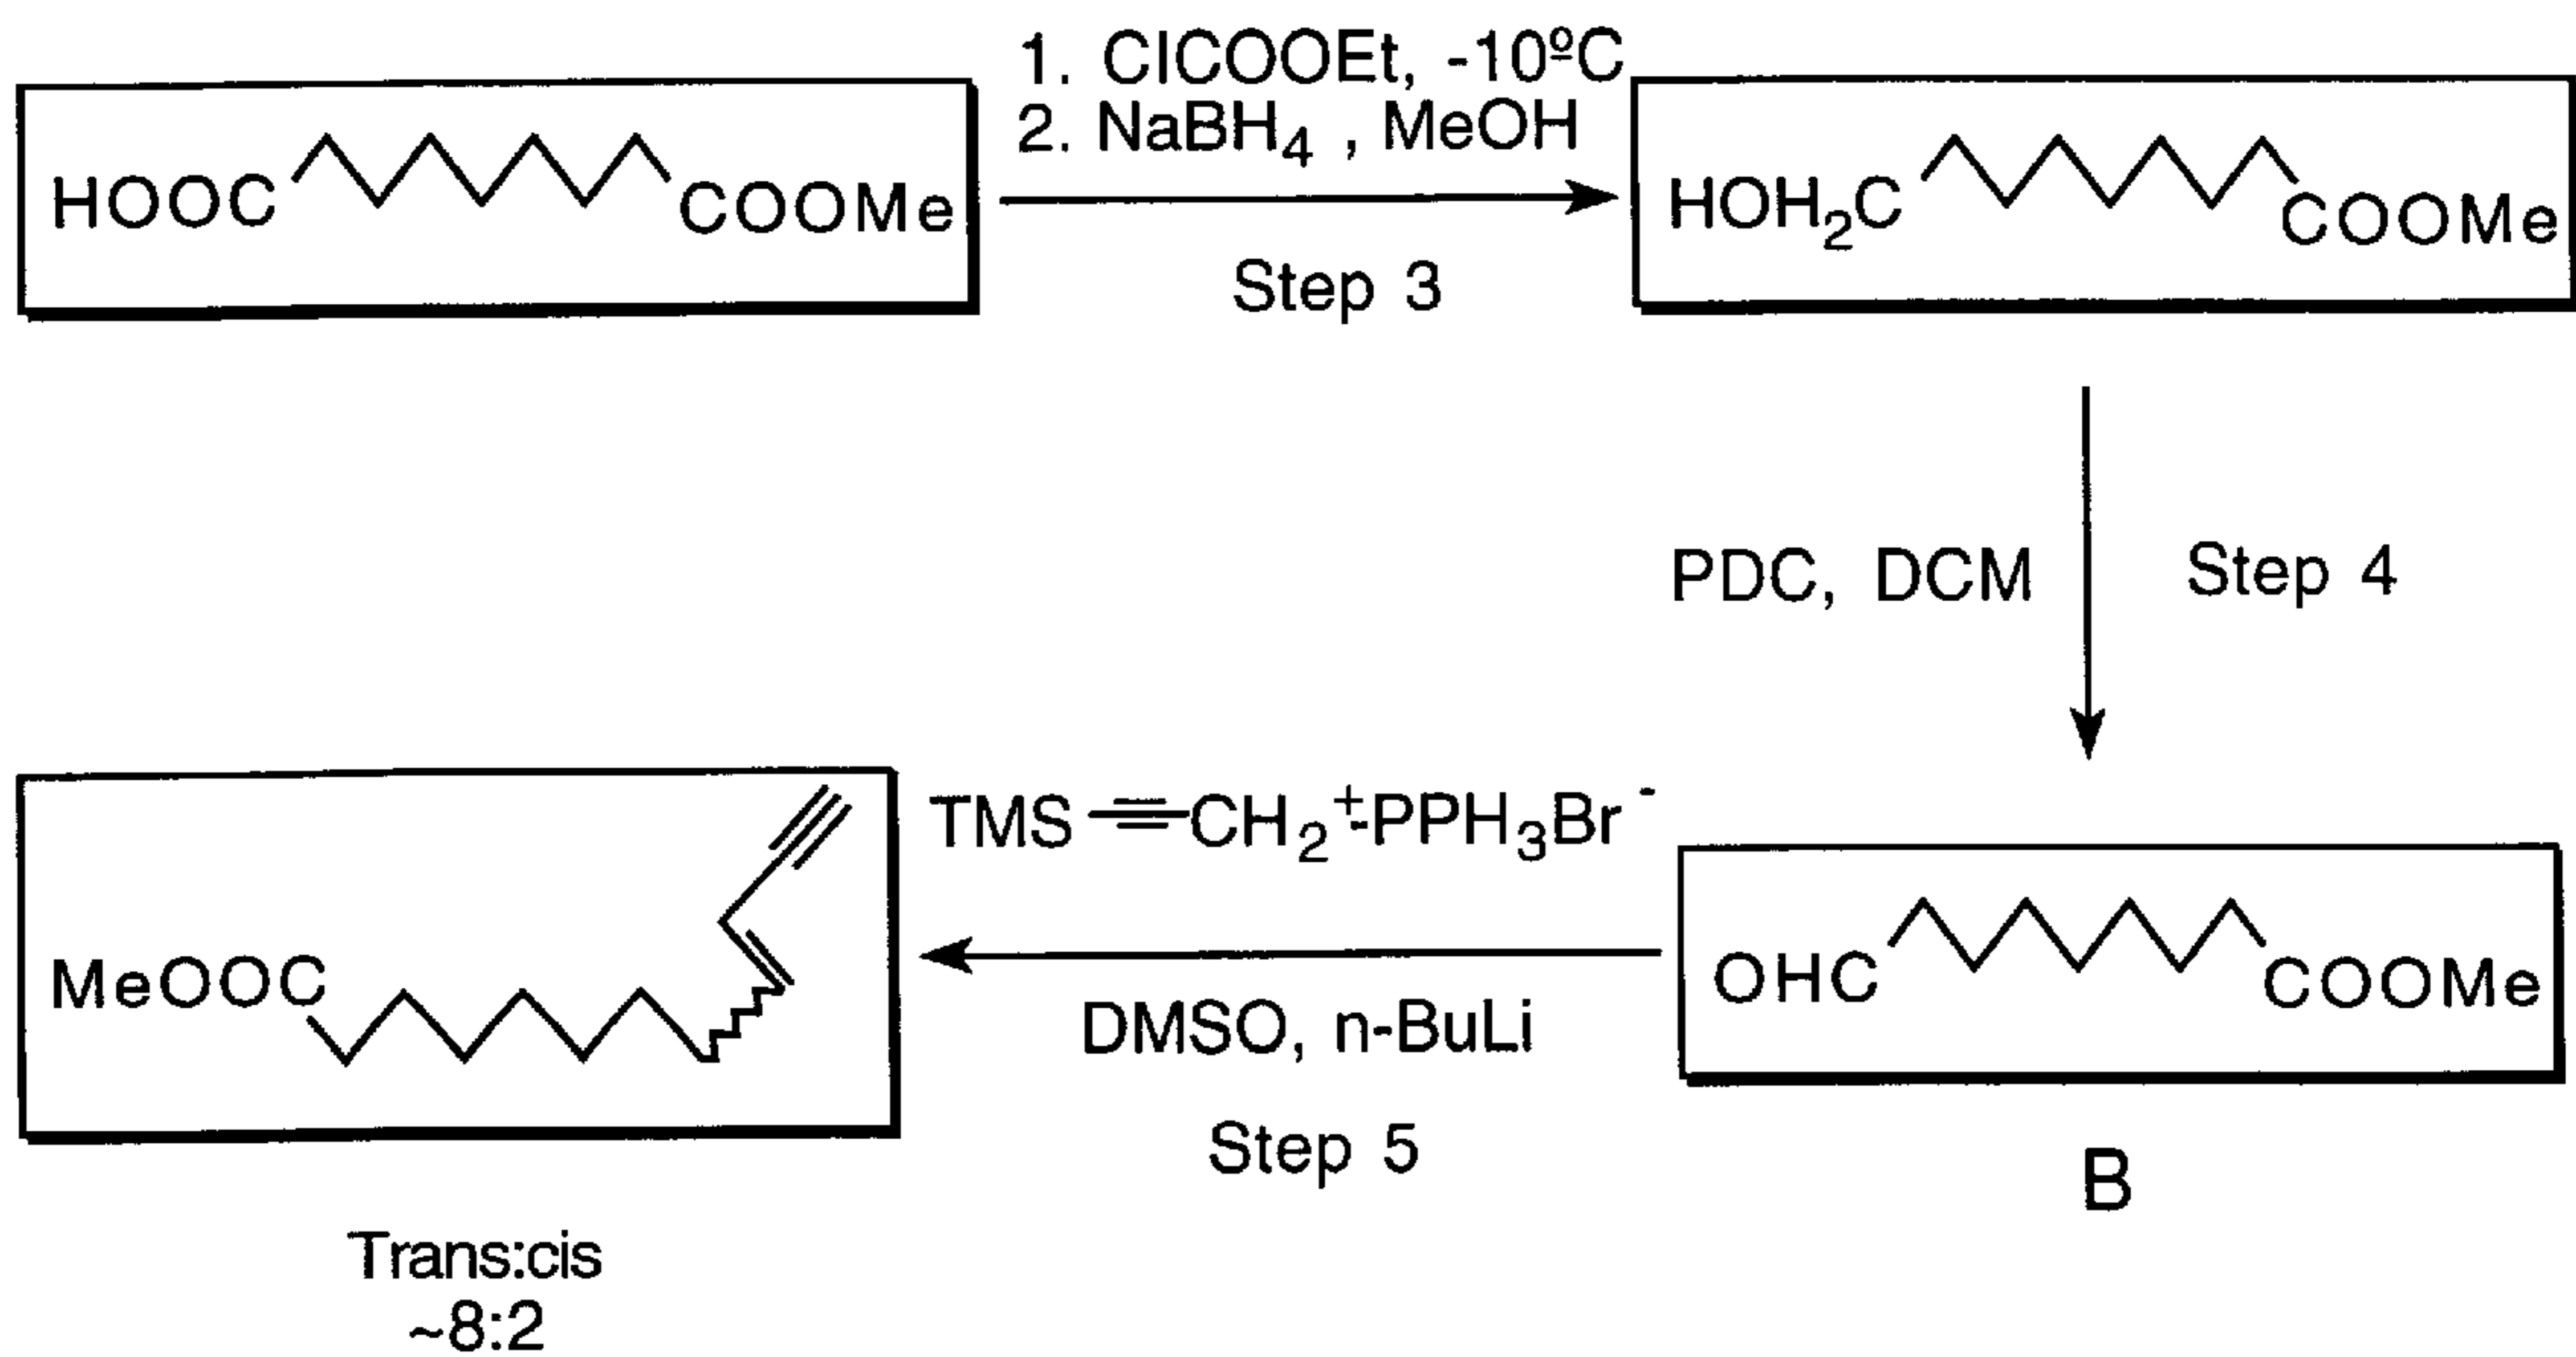 1. ClCOOEt, -10ºC
2. NaBH4 , MeOH
HOOC COOMe
Step 3
HOH2C COOMe
PDC, DCM
Step 4
TMS CH2+-PPH3Br-
MeOOC
DMSO, n-BuLi
Step 5
OHC COOMe
B
Trans:cis
~8:2